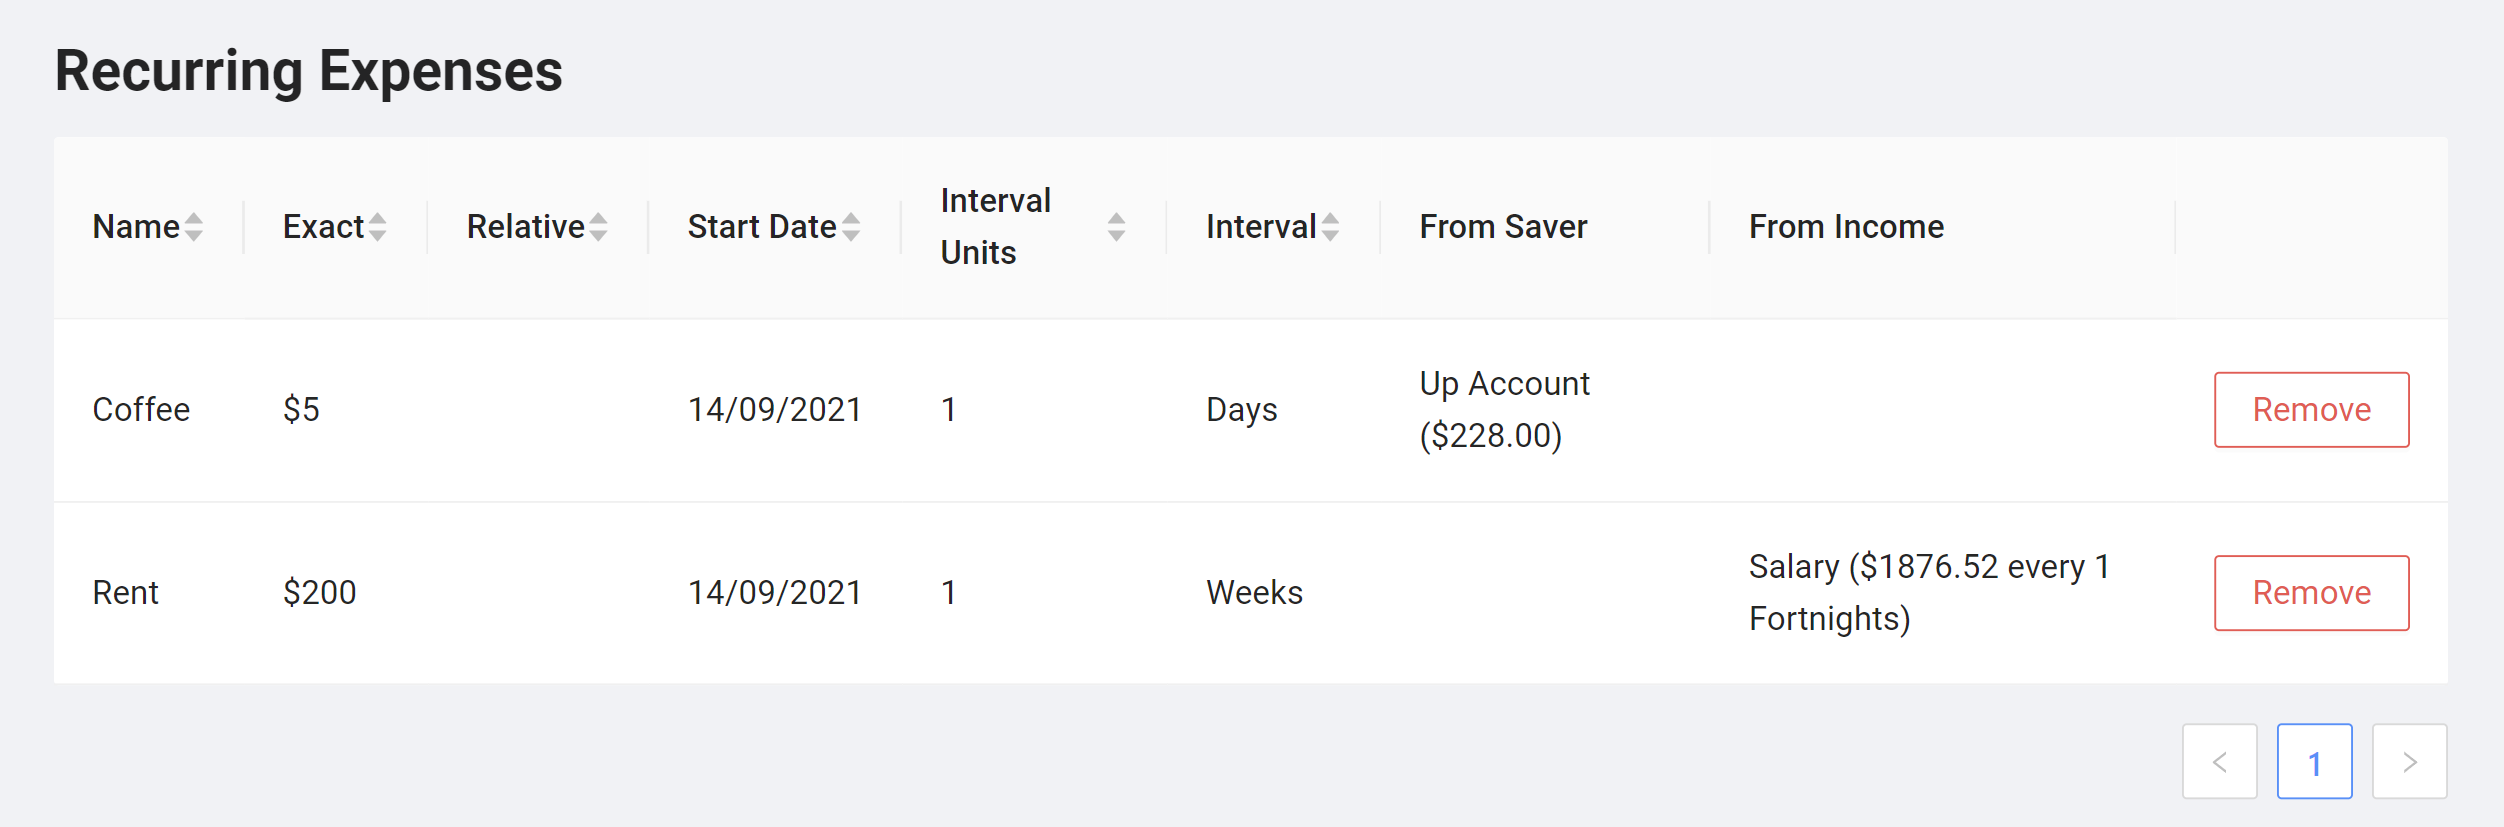 Recurring Expenses
Name Exact Relative Start Date Interval Units Interval From Saver From Income
Coffee $5 14/09/2021 1 Days Up Account ($228.00) Remove
Rent $200 14/09/2021 1 Weeks Salary ($1876.52 every 1 Fortnights) Remove
< 1 >